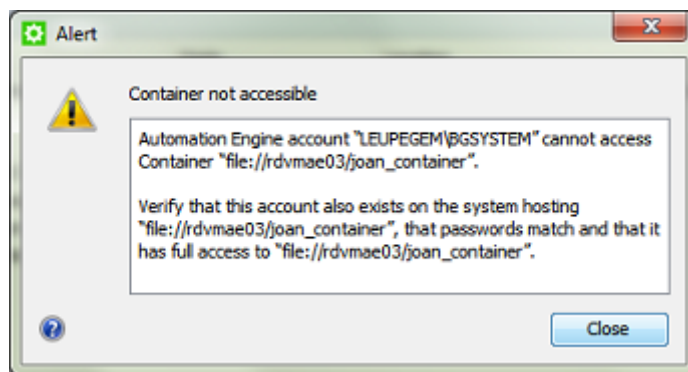 Alert
Container not accessible
Automation Engine account "LEUPEGEM\BGSYSTEM" cannot access
Container "file://rdvmae03/joan_container".
Verify that this account also exists on the system hosting
"file://rdvmae03/joan_container", that passwords match and that it
has full access to "file://rdvmae03/joan_container".
Close